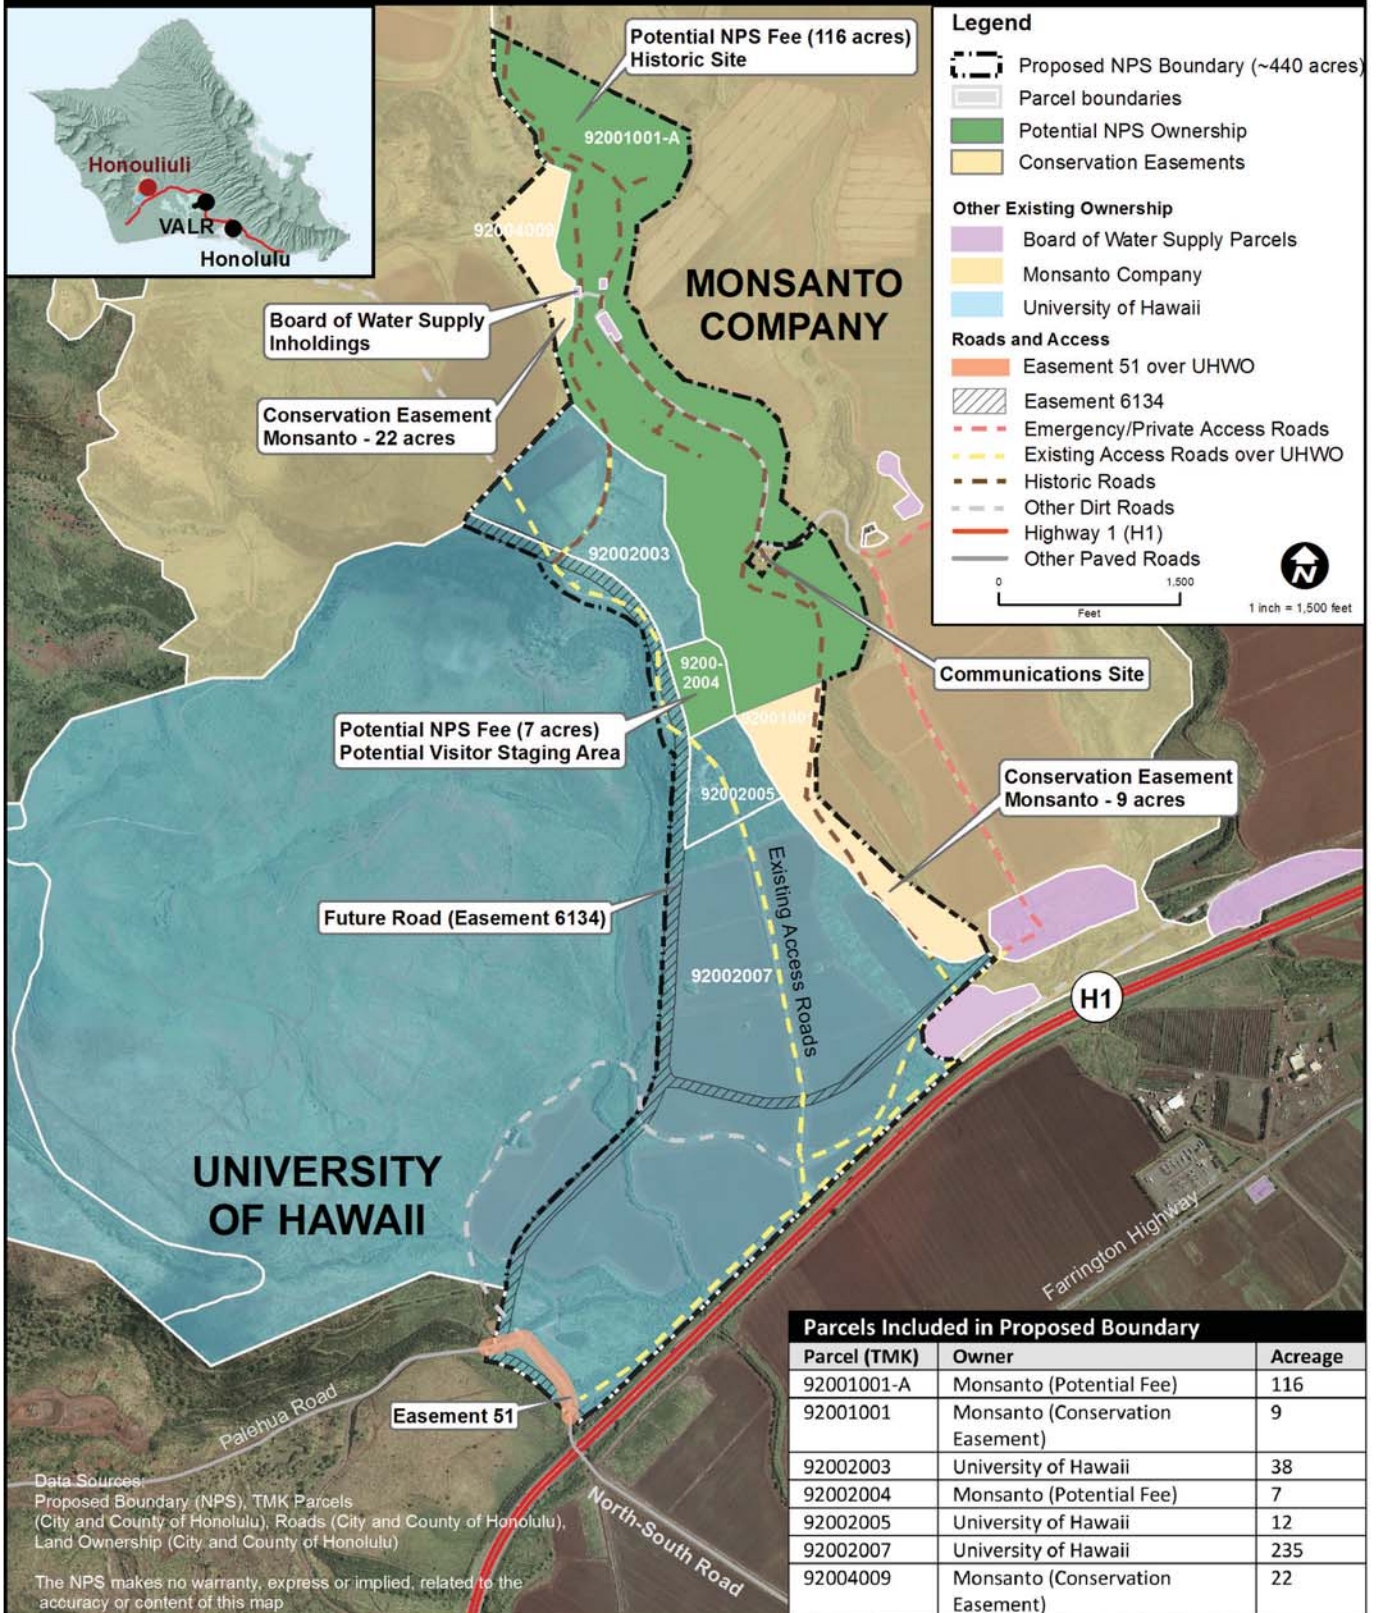 Honouliuli
VALR
Honolulu
Potential NPS Fee (116 acres)
Historic Site
92001001-A
92004009
MONSANTO
COMPANY
Board of Water Supply
Inholdings
Conservation Easement
Monsanto - 22 acres
92002003
9200-
2004
Communications Site
92001001
Potential NPS Fee (7 acres)
Potential Visitor Staging Area
92002005
Conservation Easement
Monsanto - 9 acres
Existing Access Roads
Future Road (Easement 6134)
92002007
H1
UNIVERSITY
OF HAWAII
Farrington Highway
Easement 51
Palehua Road
North-South Road
Legend
Proposed NPS Boundary (~440 acres)
Parcel boundaries
Potential NPS Ownership
Conservation Easements
Other Existing Ownership
Board of Water Supply Parcels
Monsanto Company
University of Hawaii
Roads and Access
Easement 51 over UHWO
Easement 6134
Emergency/Private Access Roads
Existing Access Roads over UHWO
Historic Roads
Other Dirt Roads
Highway 1 (H1)
Other Paved Roads
0 1,500
Feet
N
1 inch = 1,500 feet
Data Sources:
Proposed Boundary (NPS), TMK Parcels
(City and County of Honolulu), Roads (City and County of Honolulu),
Land Ownership (City and County of Honolulu)
The NPS makes no warranty, express or implied, related to the
accuracy or content of this map
Parcels Included in Proposed Boundary
Parcel (TMK) Owner Acreage
92001001-A Monsanto (Potential Fee) 116
92001001 Monsanto (Conservation 9
Easement)
92002003 University of Hawaii 38
92002004 Monsanto (Potential Fee) 7
92002005 University of Hawaii 12
92002007 University of Hawaii 235
92004009 Monsanto (Conservation 22
Easement)